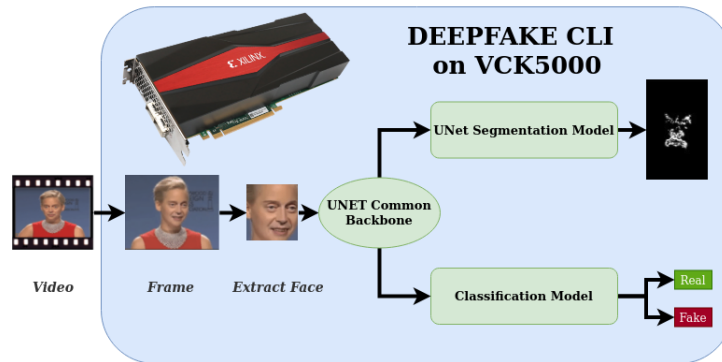 DEEPFAKE CLI
on VCK5000
XILINX
UNet Segmentation Model
UNET Common
Backbone
Classification Model
Real
Fake
Video
Frame
Extract Face